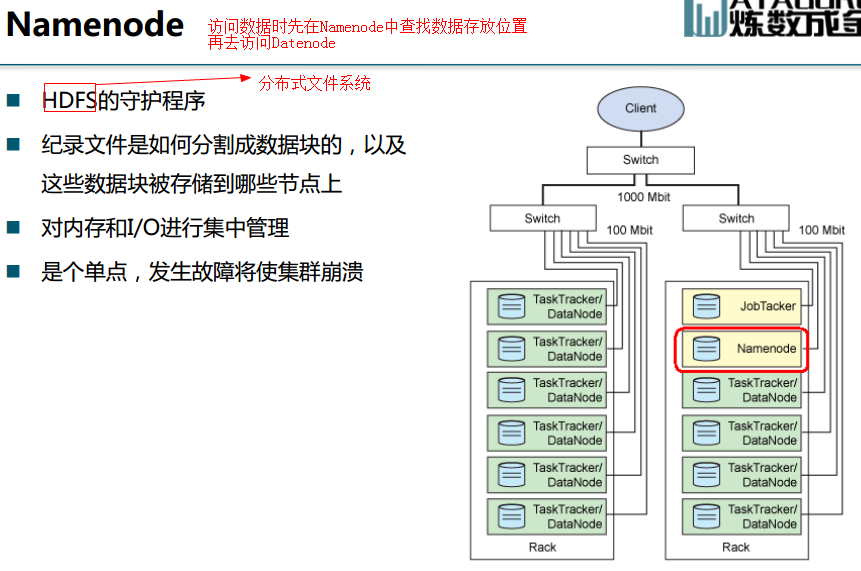 Namenode
访问数据时先在Namenode中查找数据存放位置
再去访问Datenode
炼数成金
HDFS的守护程序
分布式文件系统
纪录文件是如何分割成数据块的，以及
这些数据块被存储到哪些节点上
对内存和I/O进行集中管理
是个单点，发生故障将使集群崩溃
Client
Switch
1000 Mbit
Switch
100 Mbit
Switch
100 Mbit
TaskTracker/
DataNode
TaskTracker/
DataNode
TaskTracker/
DataNode
TaskTracker/
DataNode
TaskTracker/
DataNode
TaskTracker/
DataNode
Rack
JobTacker
Namenode
TaskTracker/
DataNode
TaskTracker/
DataNode
TaskTracker/
DataNode
TaskTracker/
DataNode
Rack